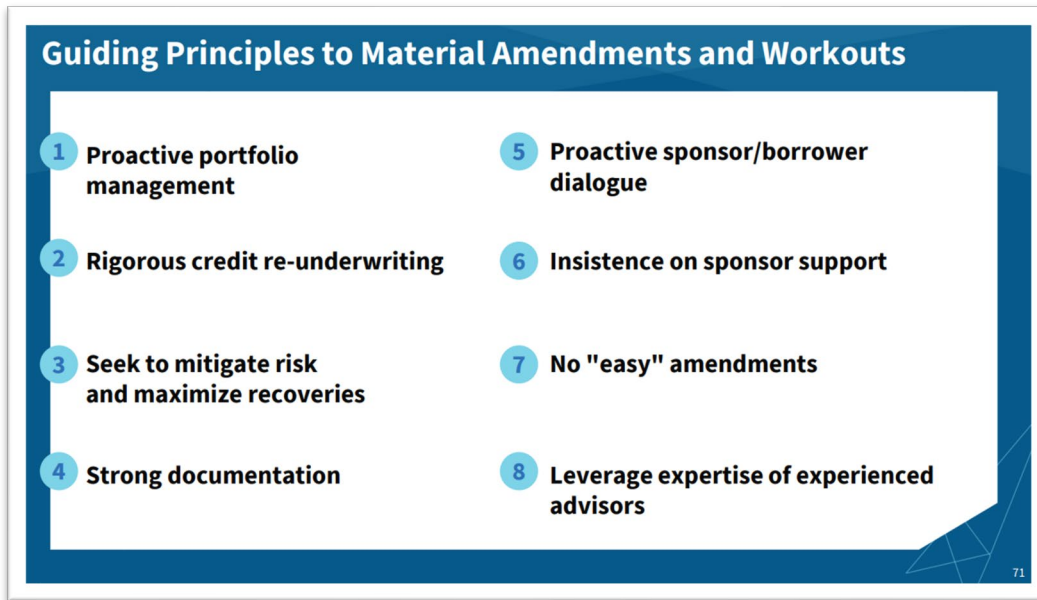 Guiding Principles to Material Amendments and Workouts
1 Proactive portfolio
management
2 Rigorous credit re-underwriting
3 Seek to mitigate risk
and maximize recoveries
4 Strong documentation
5 Proactive sponsor/borrower
dialogue
6 Insistence on sponsor support
7 No "easy" amendments
8 Leverage expertise of experienced
advisors
71